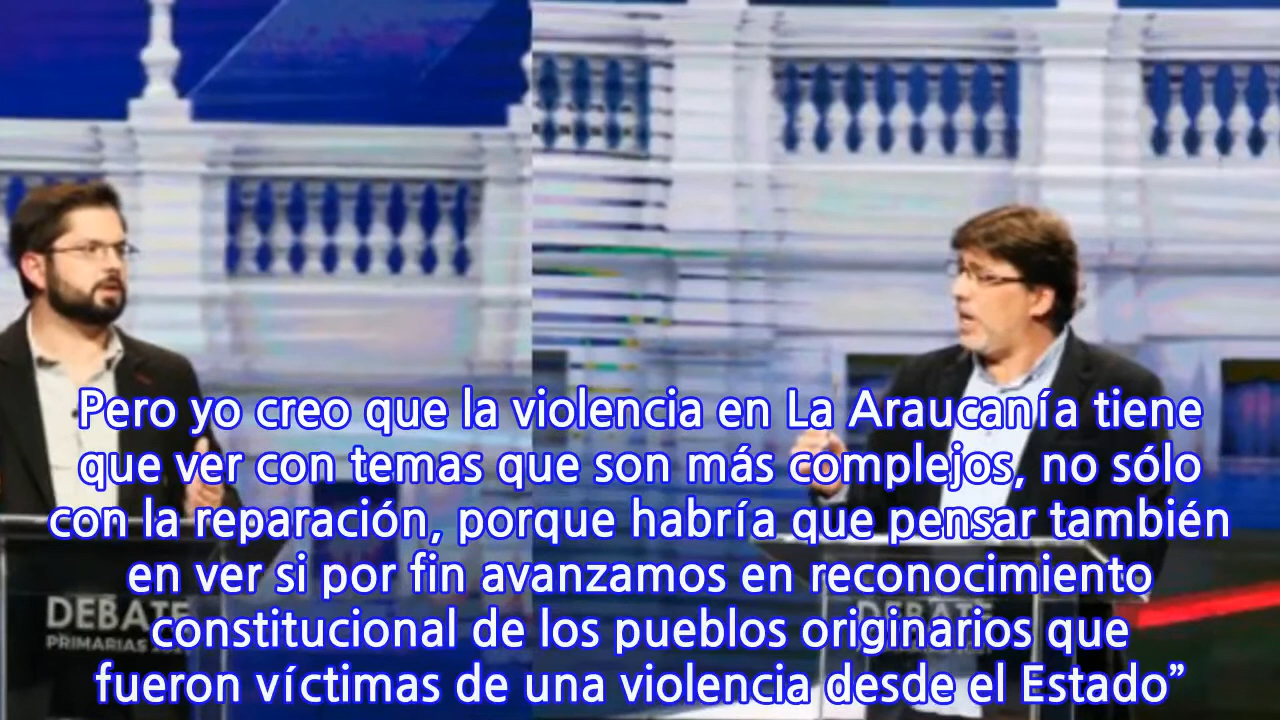 Pero yo creo que la violencia en La Araucanía tiene
que ver con temas que son más complejos, no sólo
con la reparación, porque habría que pensar también
en ver si por fin avanzamos en reconocimiento
constitucional de los pueblos originarios que
fueron víctimas de una violencia desde el Estado”
DEBATE
PRIMARIAS
DEBATE